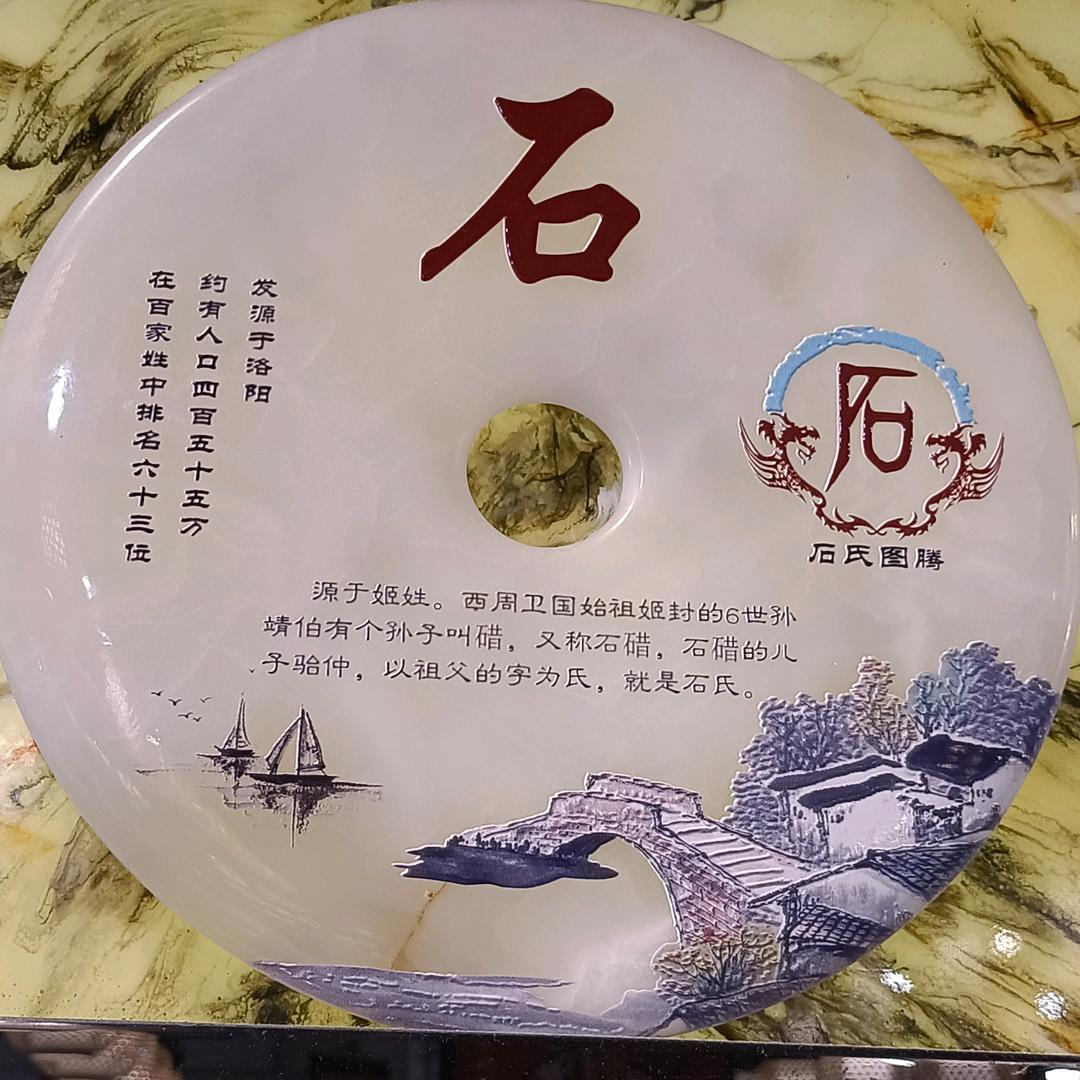 石
发源于洛阳
约有人口四百五十五万
在百家姓中排名六十三位
石
石氏图腾
源于姬姓。西周卫国始祖姬封的6世孙
靖伯有个孙子叫碏，又称石碏，石碏的儿
子骀仲，以祖父的字为氏，就是石氏。